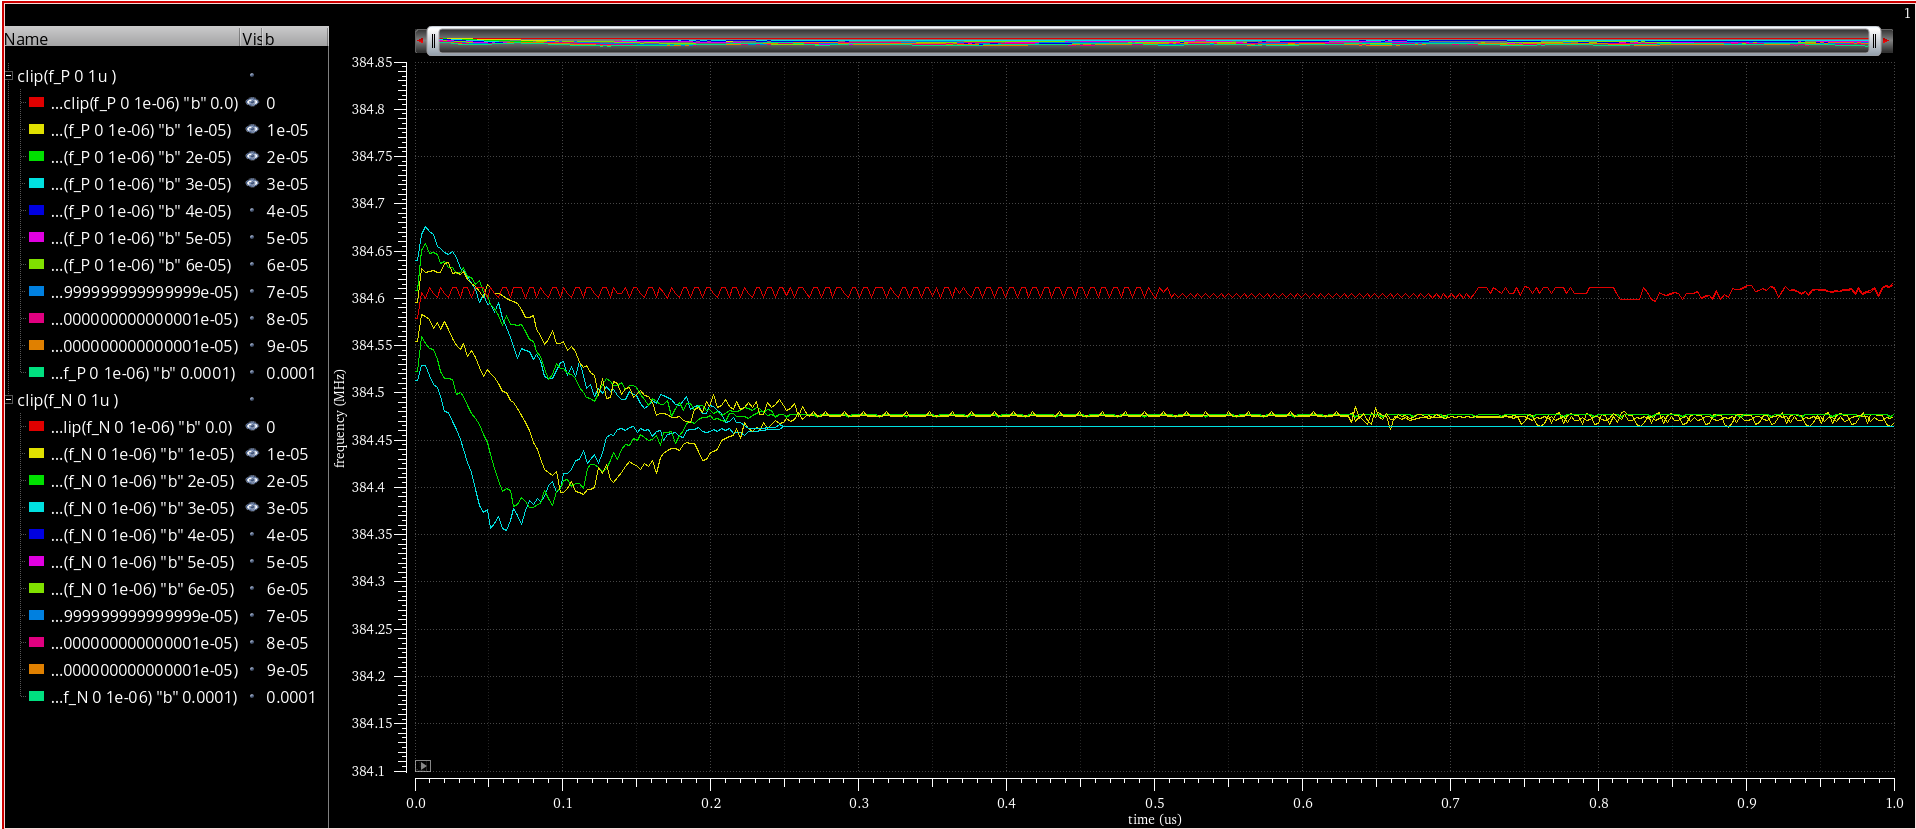 1
Name Vis b
clip(f_P 0 1u )
...clip(f_P 0 1e-06) "b" 0.0) 0
...(f_P 0 1e-06) "b" 1e-05) 1e-05
...(f_P 0 1e-06) "b" 2e-05) 2e-05
...(f_P 0 1e-06) "b" 3e-05) 3e-05
...(f_P 0 1e-06) "b" 4e-05) 4e-05
...(f_P 0 1e-06) "b" 5e-05) 5e-05
...(f_P 0 1e-06) "b" 6e-05) 6e-05
...999999999999999e-05) 7e-05
...000000000000001e-05) 8e-05
...000000000000001e-05) 9e-05
...f_P 0 1e-06) "b" 0.0001) 0.0001
clip(f_N 0 1u )
...lip(f_N 0 1e-06) "b" 0.0) 0
...(f_N 0 1e-06) "b" 1e-05) 1e-05
...(f_N 0 1e-06) "b" 2e-05) 2e-05
...(f_N 0 1e-06) "b" 3e-05) 3e-05
...(f_N 0 1e-06) "b" 4e-05) 4e-05
...(f_N 0 1e-06) "b" 5e-05) 5e-05
...(f_N 0 1e-06) "b" 6e-05) 6e-05
...999999999999999e-05) 7e-05
...000000000000001e-05) 8e-05
...000000000000001e-05) 9e-05
...f_N 0 1e-06) "b" 0.0001) 0.0001
frequency (MHz)
384.85
384.8
384.75
384.7
384.65
384.6
384.55
384.5
384.45
384.4
384.35
384.3
384.25
384.2
384.15
384.1
0.0 0.1 0.2 0.3 0.4 0.5 0.6 0.7 0.8 0.9 1.0
time (us)